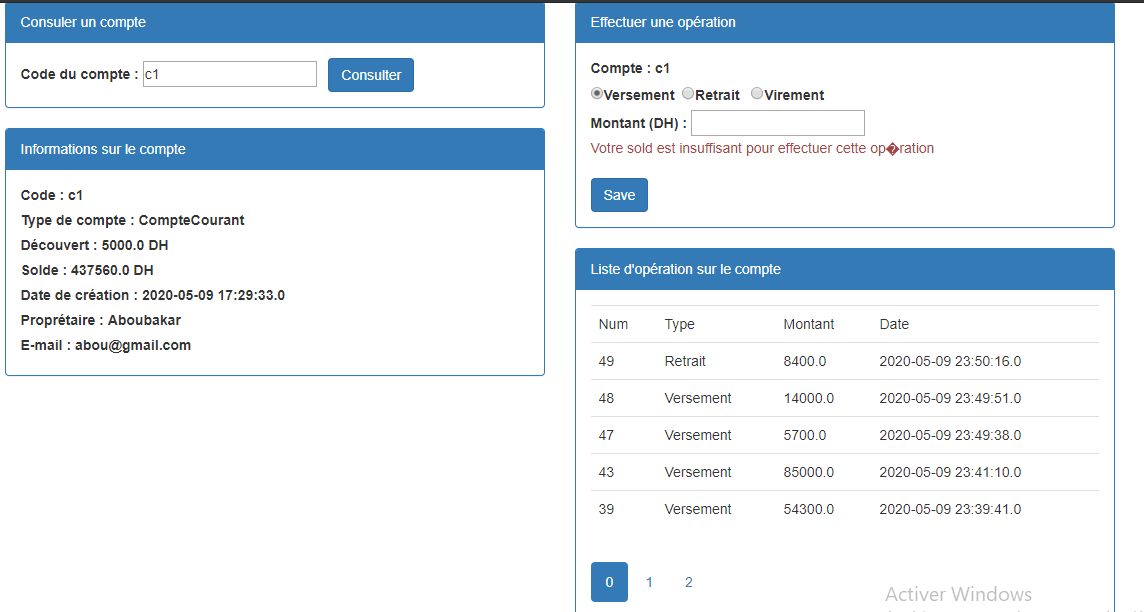 Consuler un compte
Code du compte : c1 Consulter
Informations sur le compte
Code : c1
Type de compte : CompteCourant
Découvert : 5000.0 DH
Solde : 437560.0 DH
Date de création : 2020-05-09 17:29:33.0
Proprétaire : Aboubakar
E-mail : abou@gmail.com
Effectuer une opération
Compte : c1
Versement Retrait Virement
Montant (DH) :
Votre sold est insuffisant pour effectuer cette op�ration
Save
Liste d'opération sur le compte
Num Type Montant Date
49 Retrait 8400.0 2020-05-09 23:50:16.0
48 Versement 14000.0 2020-05-09 23:49:51.0
47 Versement 5700.0 2020-05-09 23:49:38.0
43 Versement 85000.0 2020-05-09 23:41:10.0
39 Versement 54300.0 2020-05-09 23:39:41.0
0 1 2
Activer Windows